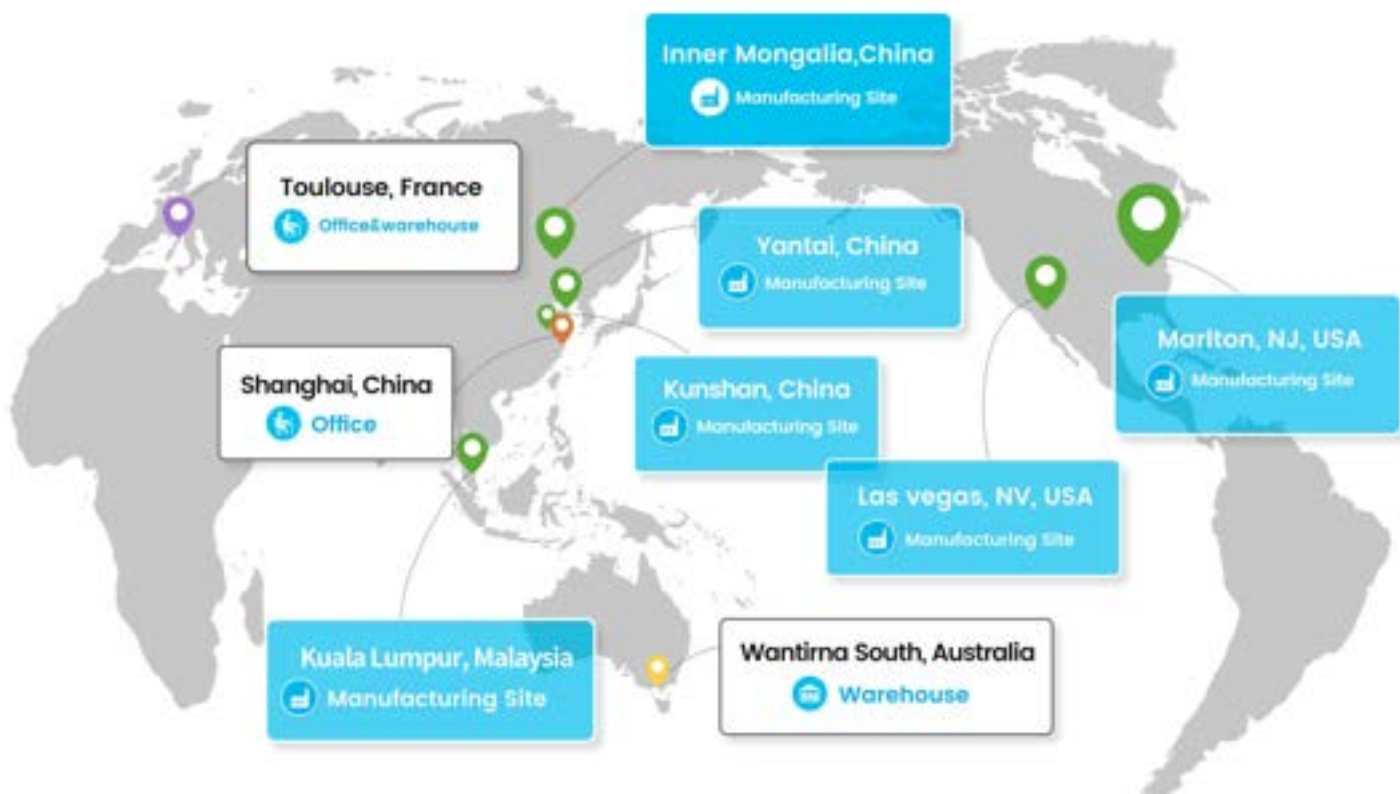 Inner Mongalia,China
Manufacturing Site
Toulouse, France
Office&warehouse
Yantai, China
Manufacturing Site
Marlton, NJ, USA
Manufacturing Site
Shanghai, China
Office
Kunshan, China
Manufacturing Site
Las vegas, NV, USA
Manufacturing Site
Kuala Lumpur, Malaysia
Manufacturing Site
Wantirna South, Australia
Warehouse